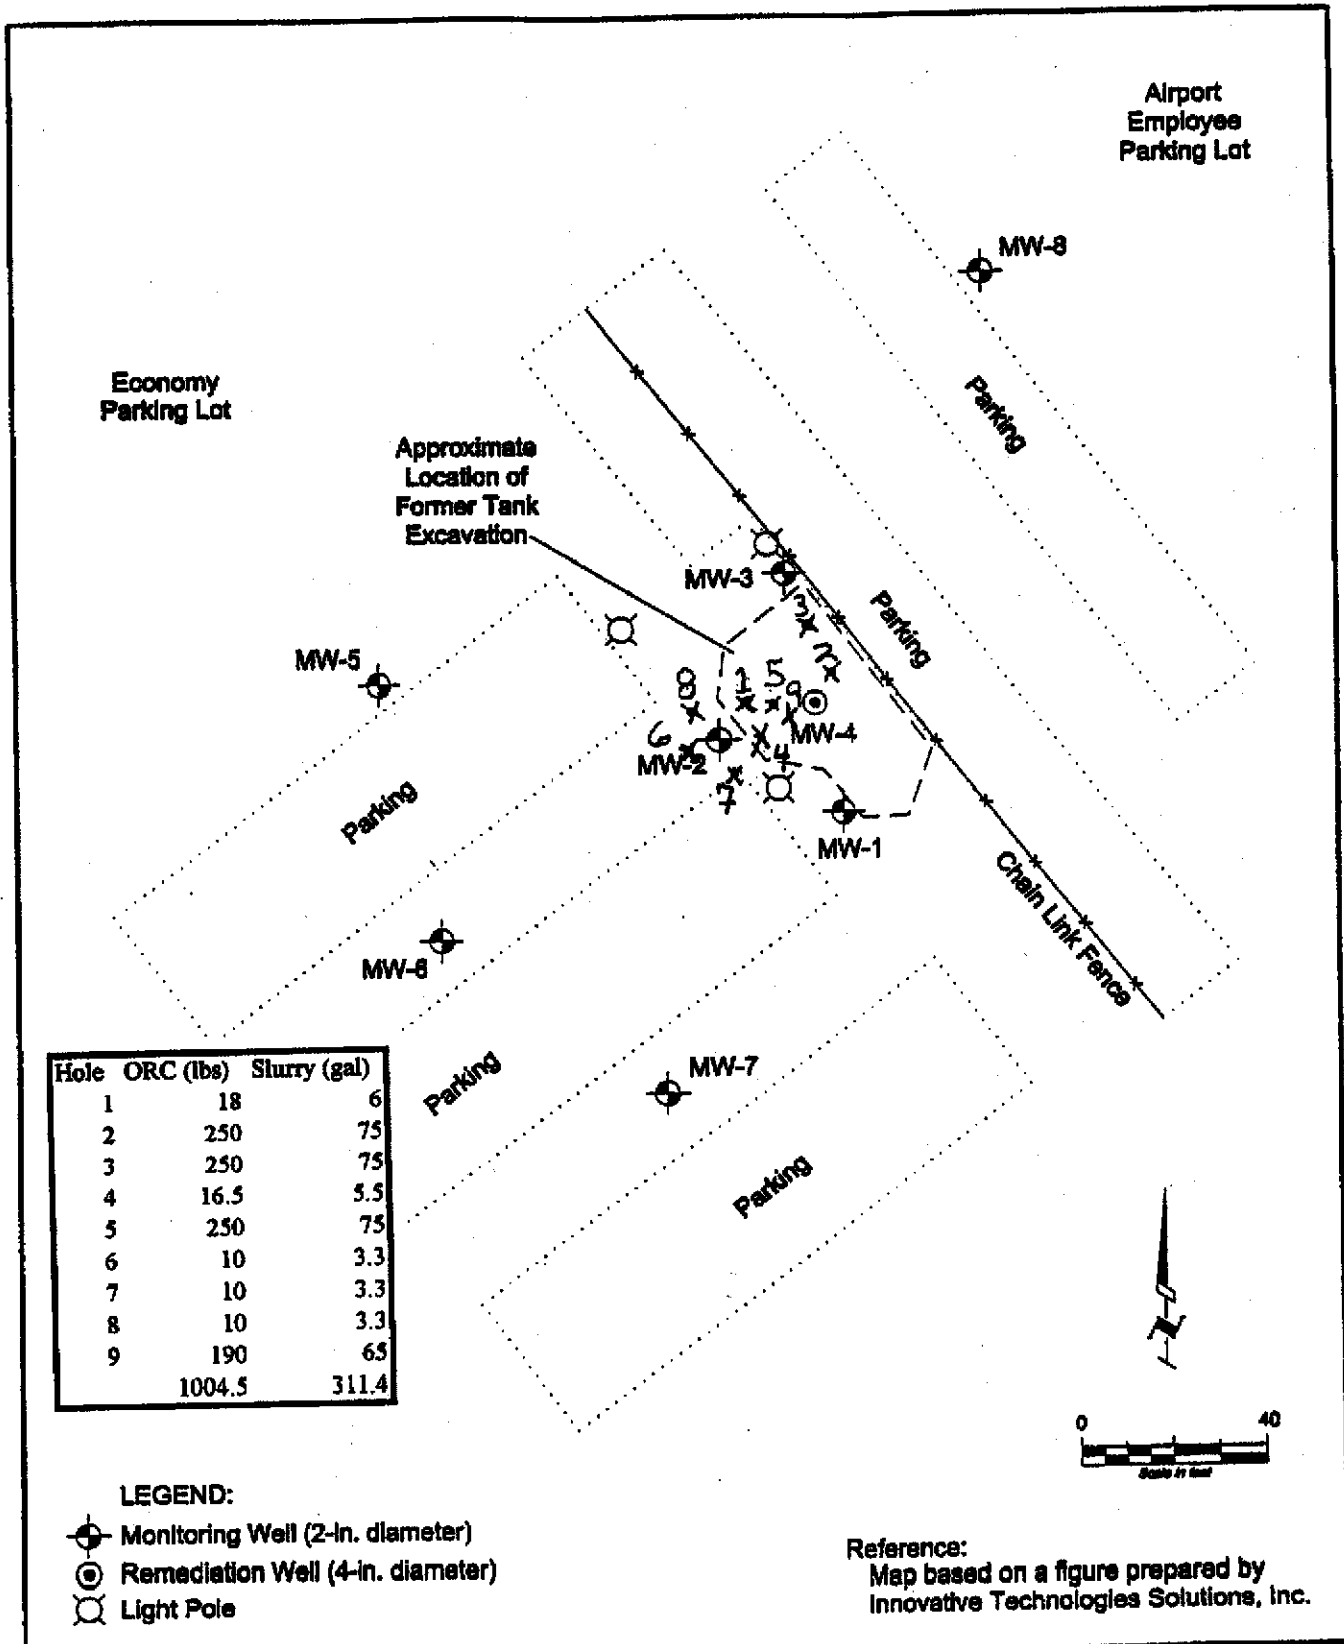 Airport
Employee
Parking Lot
MW-8
Economy
Parking Lot
Parking
Approximate
Location of
Former Tank
Excavation
MW-3
3
Parking
MW-5
8
1
5
9
6
MW-4
MW-2
4
7
Parking
MW-1
Chain Link Fence
MW-6
Hole ORC (lbs) Slurry (gal)
1 18 6
2 250 75
3 250 75
4 16.5 5.5
5 250 75
6 10 3.3
7 10 3.3
8 10 3.3
9 190 65
1004.5 311.4
Parking
MW-7
Parking
0 40
Scale in feet
LEGEND:
Monitoring Well (2-in. diameter)
Remediation Well (4-in. diameter)
Light Pole
Reference:
Map based on a figure prepared by
Innovative Technologies Solutions, Inc.